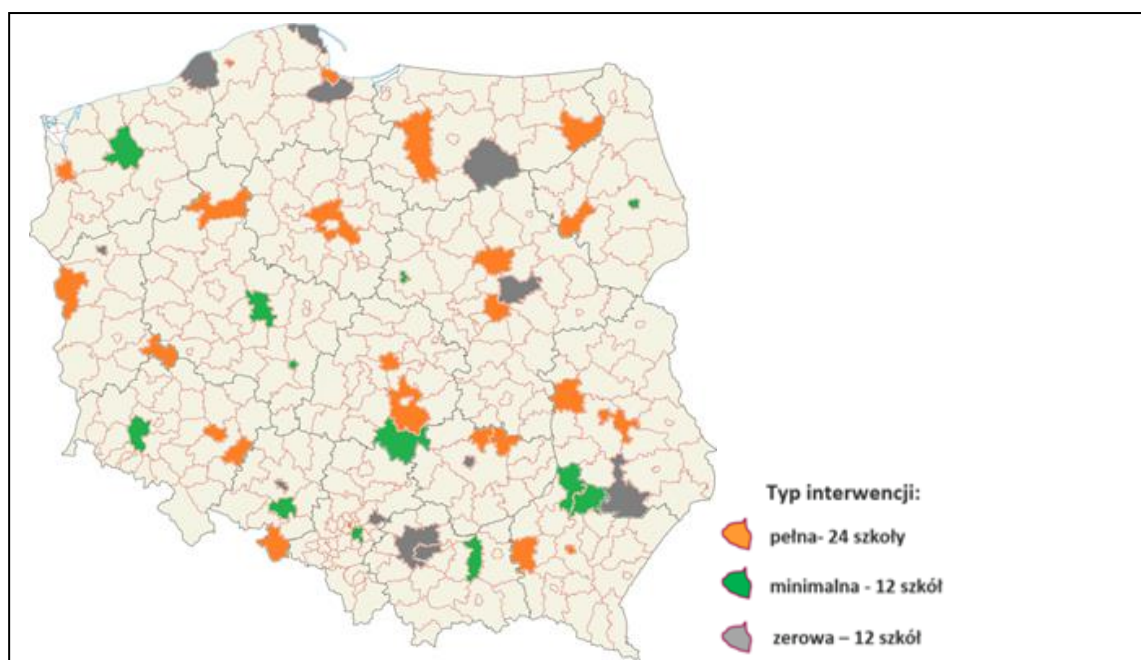 Typ interwencji:
pełna- 24 szkoły
minimalna - 12 szkół
zerowa – 12 szkół